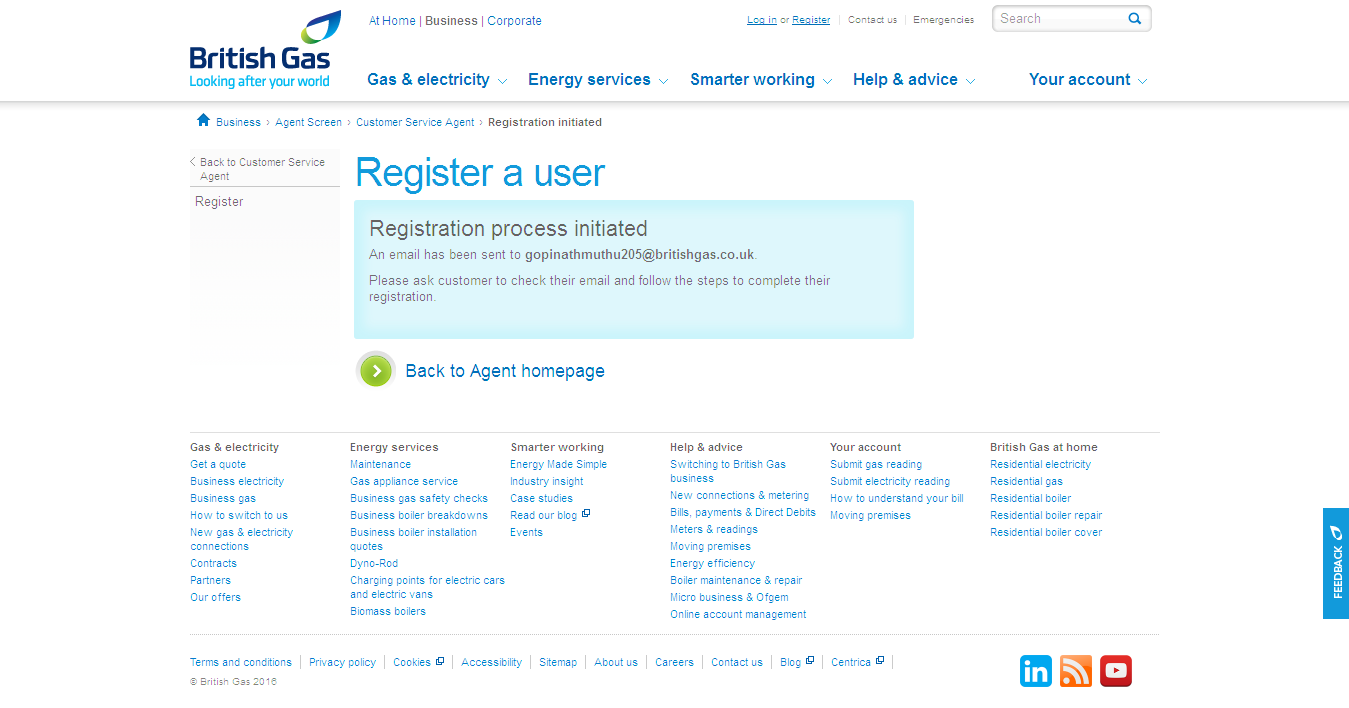 British Gas
Looking after your world
At Home | Business | Corporate
Log in or Register
Contact us
Emergencies
Search
Gas & electricity
Energy services
Smarter working
Help & advice
Your account
Business › Agent Screen › Customer Service Agent › Registration initiated
Back to Customer Service
Agent
Register
Register a user
Registration process initiated
An email has been sent to gopinathmuthu205@britishgas.co.uk.
Please ask customer to check their email and follow the steps to complete their
registration.
Back to Agent homepage
Gas & electricity
Get a quote
Business electricity
Business gas
How to switch to us
New gas & electricity
connections
Contracts
Partners
Our offers
Energy services
Maintenance
Gas appliance service
Business gas safety checks
Business boiler breakdowns
Business boiler installation
quotes
Dyno-Rod
Charging points for electric cars
and electric vans
Biomass boilers
Smarter working
Energy Made Simple
Industry insight
Case studies
Read our blog
Events
Help & advice
Switching to British Gas
business
New connections & metering
Bills, payments & Direct Debits
Meters & readings
Moving premises
Energy efficiency
Boiler maintenance & repair
Micro business & Ofgem
Online account management
Your account
Submit gas reading
Submit electricity reading
How to understand your bill
Moving premises
British Gas at home
Residential electricity
Residential gas
Residential boiler
Residential boiler repair
Residential boiler cover
FEEDBACK
Terms and conditions
Privacy policy
Cookies
Accessibility
Sitemap
About us
Careers
Contact us
Blog
Centrica
© British Gas 2016
in